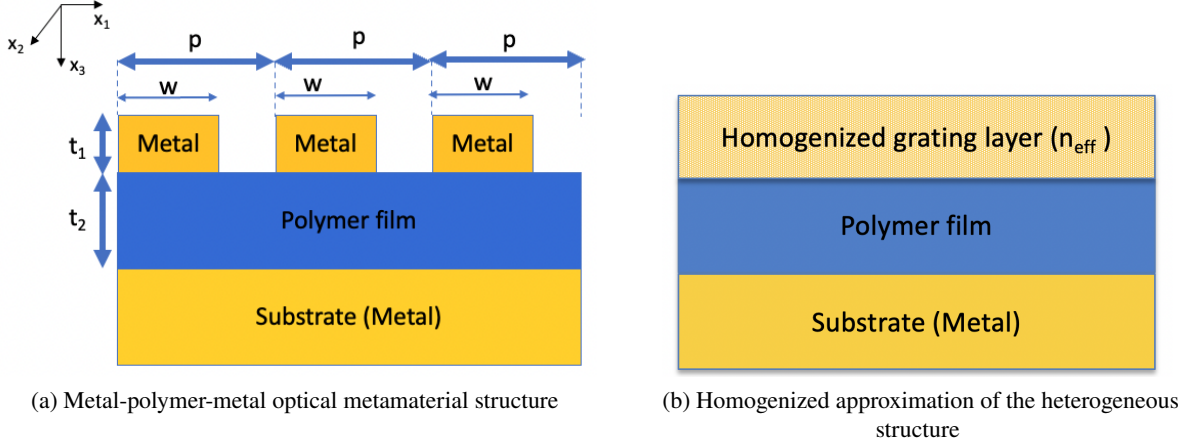 x₁
x₂
x₃
p p p
w w w
t₁
Metal Metal Metal
t₂
Polymer film
Substrate (Metal)
(a) Metal-polymer-metal optical metamaterial structure
Homogenized grating layer (nₑff )
Polymer film
Substrate (Metal)
(b) Homogenized approximation of the heterogeneous
structure